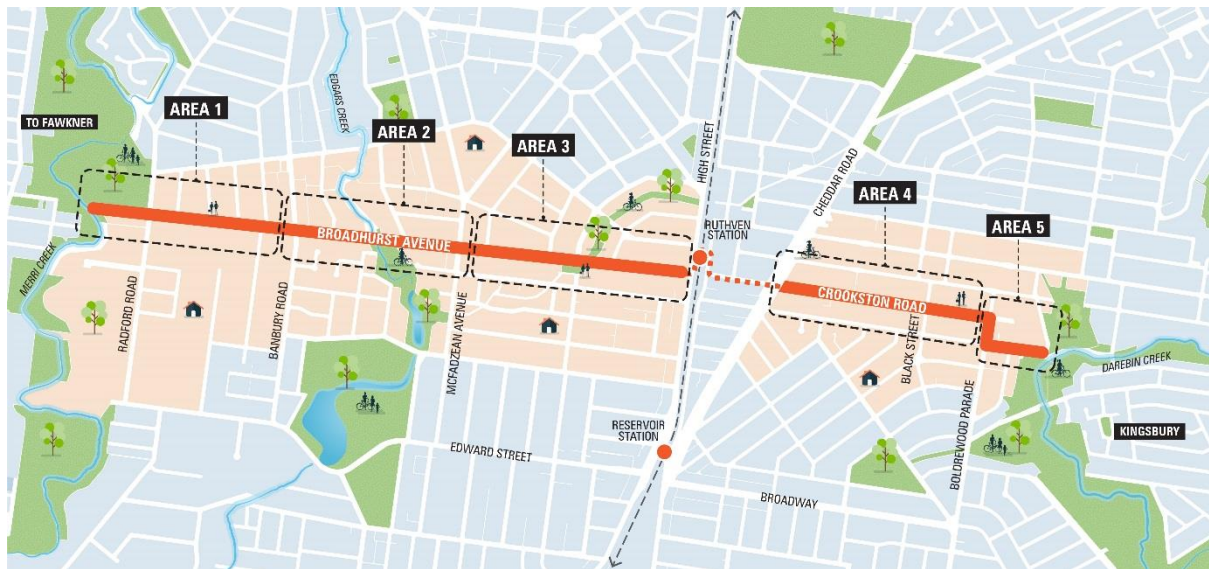 AREA 1
TO FAWKNER
EDGARS CREEK
AREA 2
AREA 3
HIGH STREET
CHEDDAR ROAD
AREA 4
AREA 5
RUTHVEN
STATION
BROADHURST AVENUE
CROOKSTON ROAD
MERRI CREEK
RADFORD ROAD
BANBURY ROAD
MCFADZEAN AVENUE
BLACK STREET
BOLDREWOOD PARADE
DAREBIN CREEK
KINGSBURY
RESERVOIR
STATION
EDWARD STREET
BROADWAY